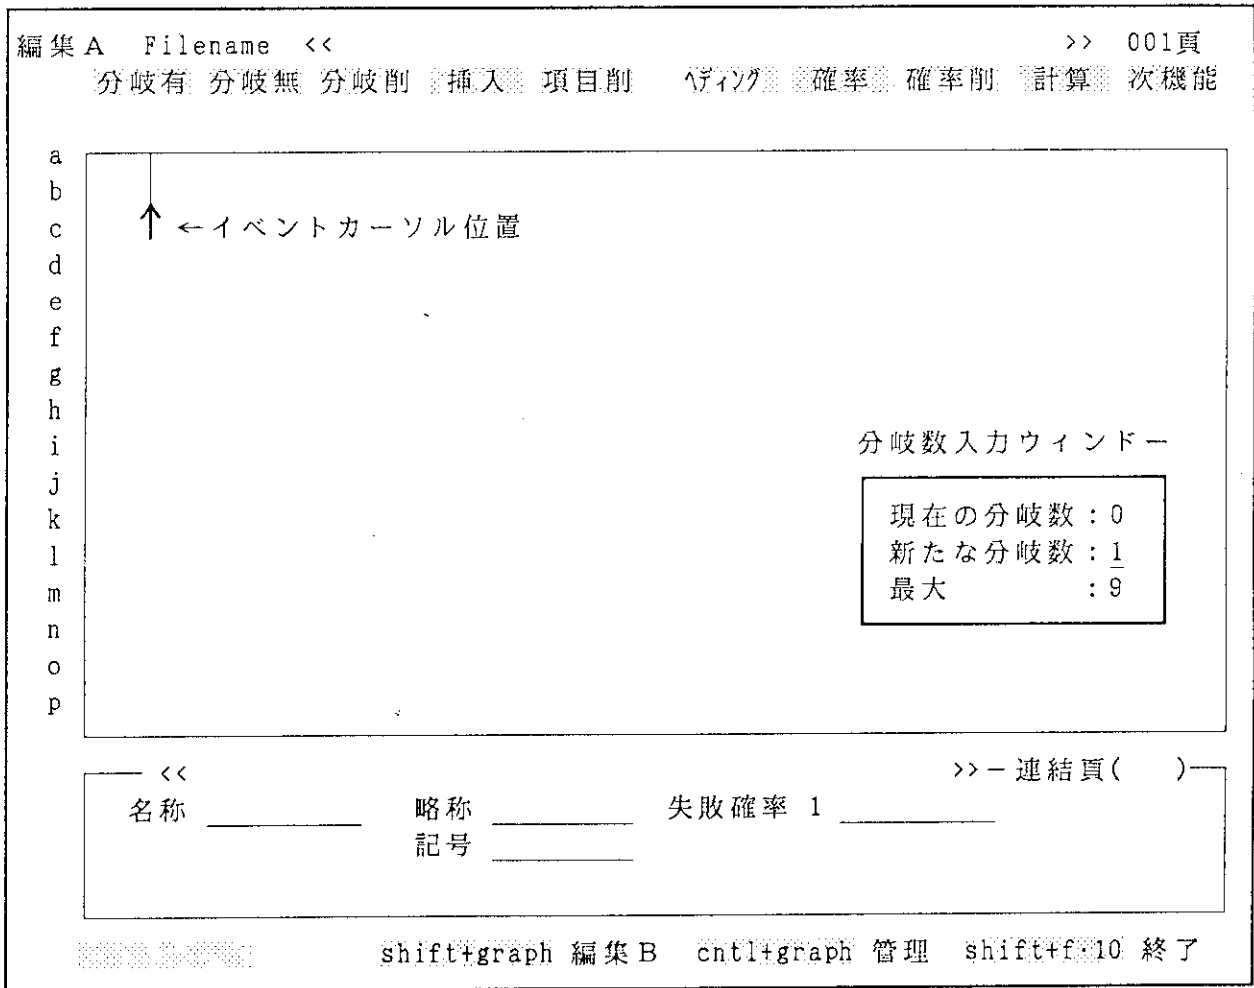 編集A Filename << >> 001頁
分岐有 分岐無 分岐削 挿入 項目削 ヘディング 確率 確率削 計算 次機能
a
b
c ↑ ←イベントカーソル位置
d
e
f
g
h
i 分岐数入力ウィンドー
j
k 現在の分岐数:0
l 新たな分岐数:1
m 最大 :9
n
o
p
<< >>-連結頁( )
名称 略称 失敗確率 1
記号
shift+graph 編集B cntl+graph 管理 shift+f・10 終了